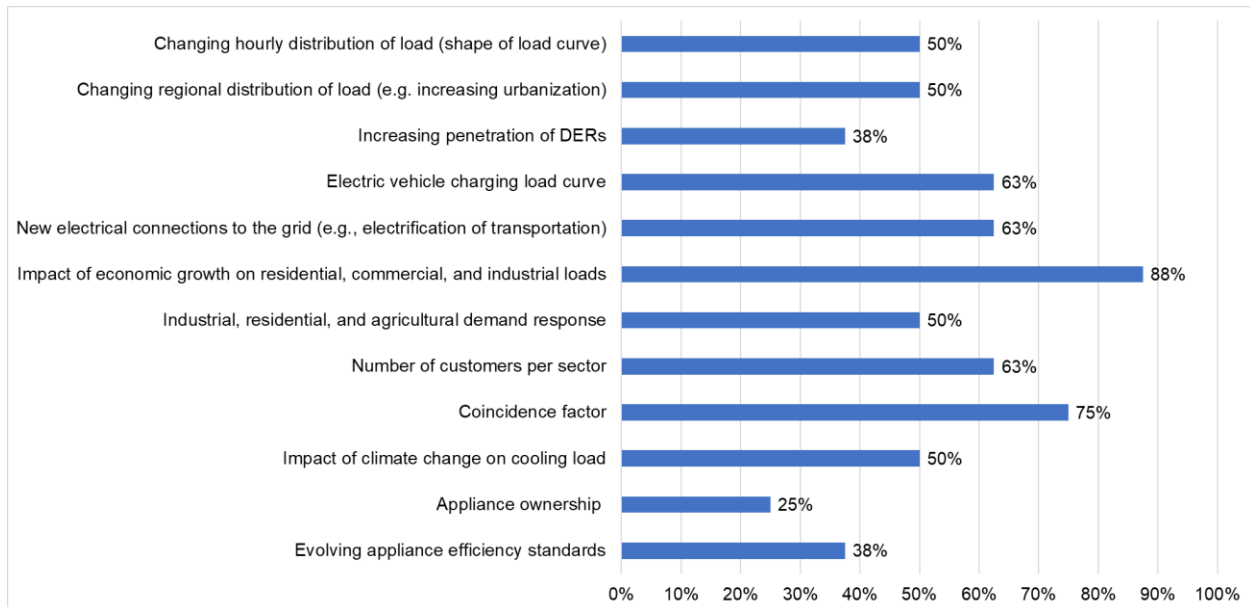 Changing hourly distribution of load (shape of load curve) 50%
Changing regional distribution of load (e.g. increasing urbanization) 50%
Increasing penetration of DERs 38%
Electric vehicle charging load curve 63%
New electrical connections to the grid (e.g., electrification of transportation) 63%
Impact of economic growth on residential, commercial, and industrial loads 88%
Industrial, residential, and agricultural demand response 50%
Number of customers per sector 63%
Coincidence factor 75%
Impact of climate change on cooling load 50%
Appliance ownership 25%
Evolving appliance efficiency standards 38%
0% 10% 20% 30% 40% 50% 60% 70% 80% 90% 100%